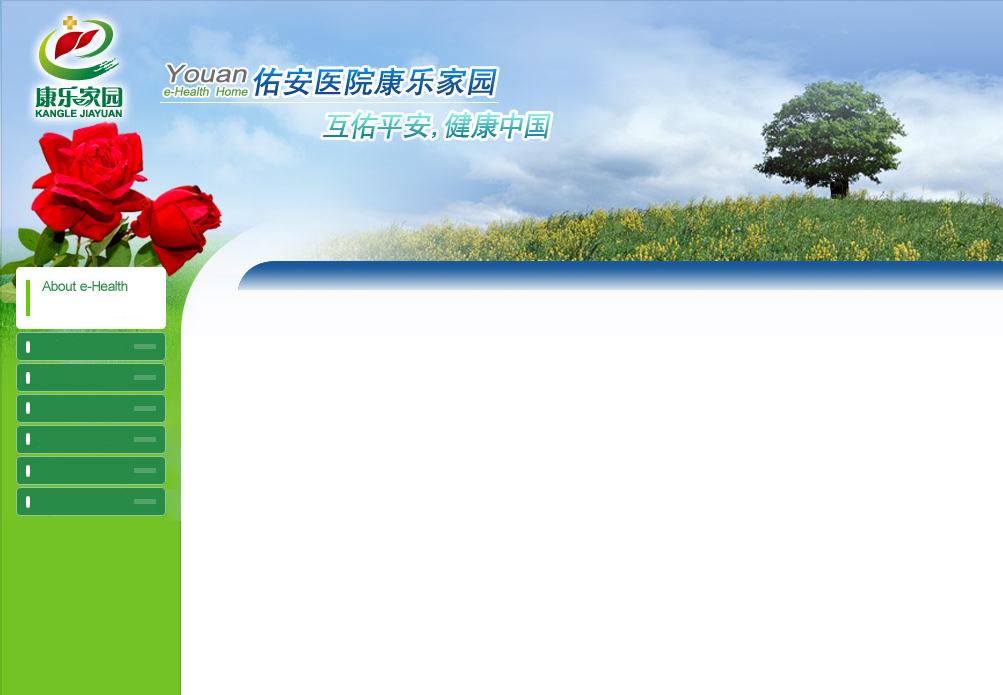 康乐家园
KANGLE JIAYUAN
Youan
e-Health Home
佑安医院康乐家园
互佑平安,健康中国
About e-Health